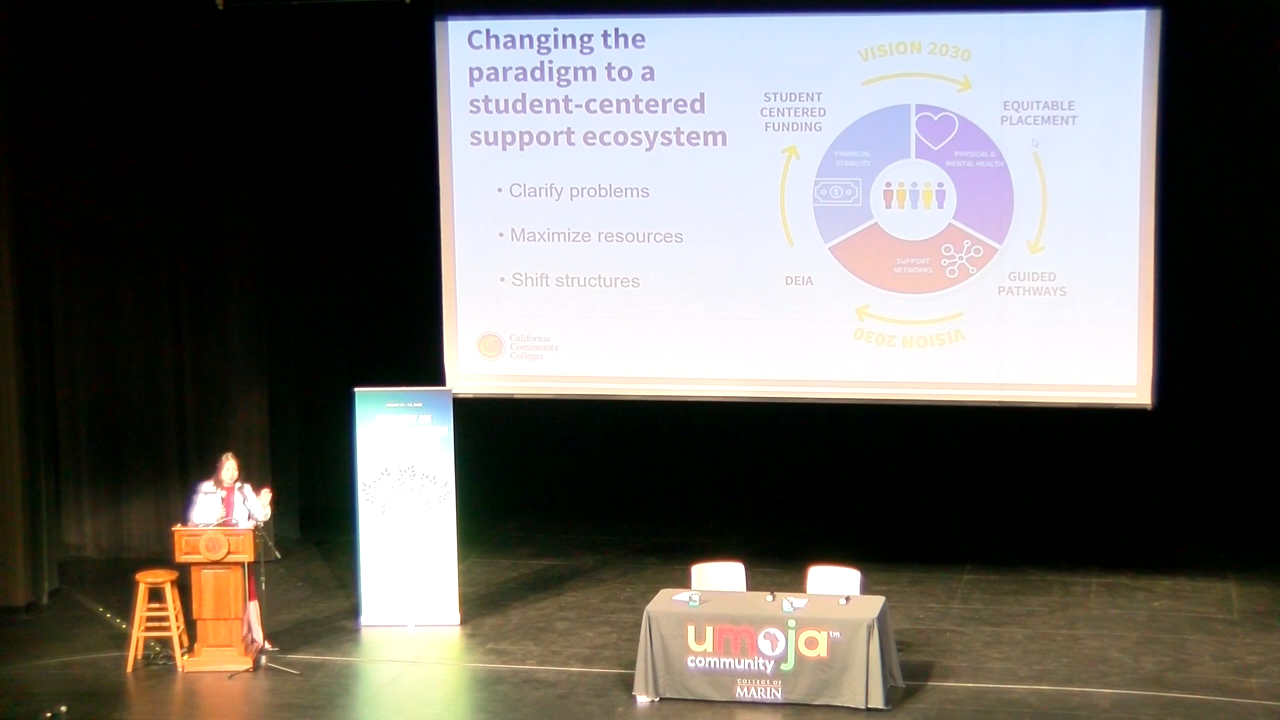 Changing the
paradigm to a
student-centered
support ecosystem
• Clarify problems
• Maximize resources
• Shift structures
California
Community
Colleges
VISION 2030
STUDENT
CENTERED
FUNDING
EQUITABLE
PLACEMENT
FINANCIAL
STABILITY
PHYSICAL &
MENTAL HEALTH
SUPPORT
NETWORKS
DEIA
GUIDED
PATHWAYS
VISION 2030
umoja™
community
COLLEGE OF
MARIN